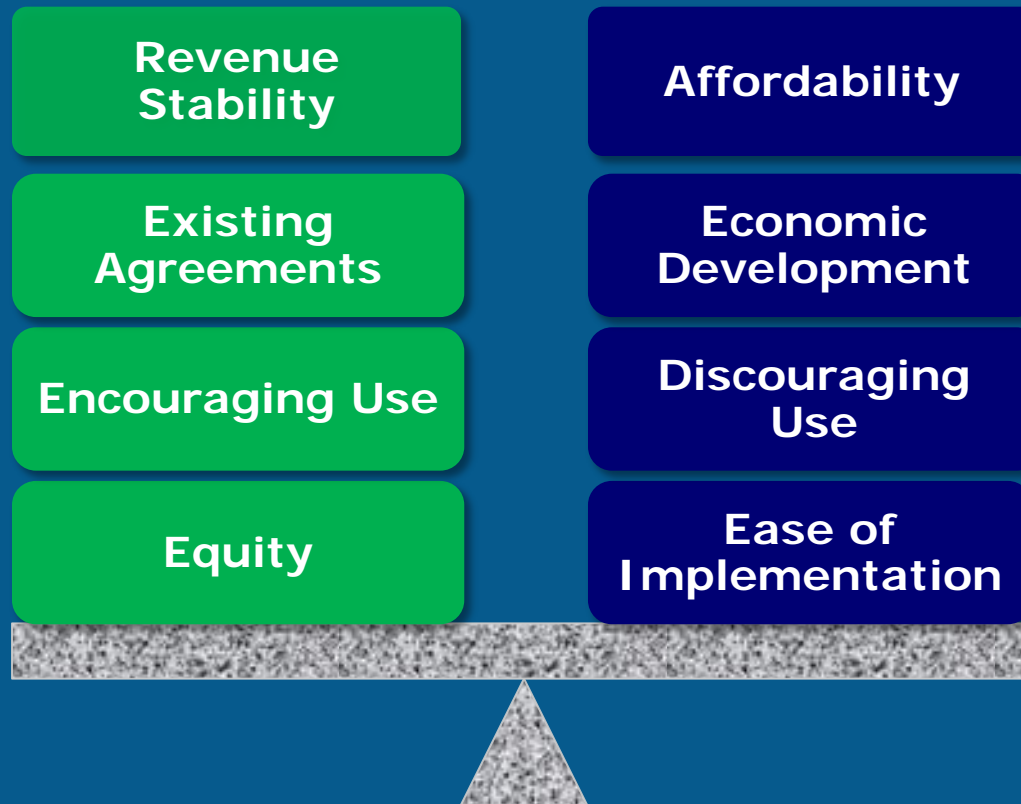 Revenue
Stability
Affordability
Existing
Agreements
Economic
Development
Encouraging Use
Discouraging
Use
Equity
Ease of
Implementation